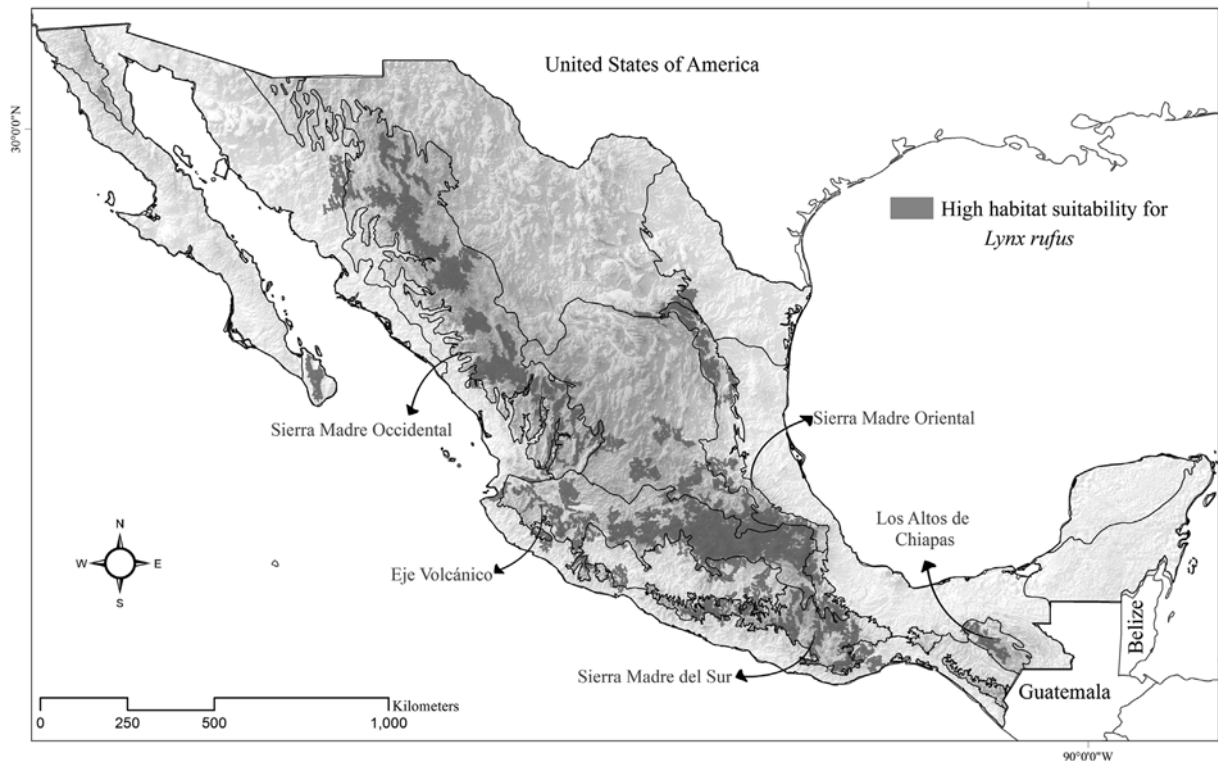 United States of America
30°0'0"N
High habitat suitability for
Lynx rufus
Sierra Madre Occidental
Sierra Madre Oriental
Los Altos de
Chiapas
Eje Volcánico
N
W
E
S
Belize
Sierra Madre del Sur
Guatemala
Kilometers
0
250
500
1,000
90°0'0"W